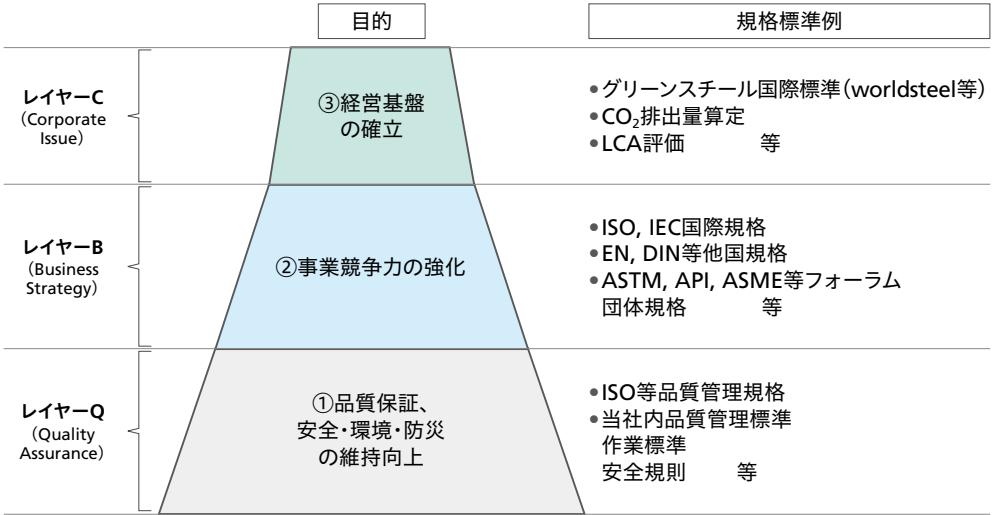 目的
規格標準例
レイヤーC
（Corporate
Issue）
③経営基盤
の確立
•グリーンスチール国際標準（worldsteel等）
•CO₂排出量算定
•LCA評価　等
レイヤーB
（Business
Strategy）
②事業競争力の強化
•ISO, IEC国際規格
•EN, DIN等他国規格
•ASTM, API, ASME等フォーラム
団体規格　等
レイヤーQ
（Quality
Assurance）
①品質保証、
安全・環境・防災
の維持向上
•ISO等品質管理規格
•当社内品質管理標準
作業標準
安全規則　等